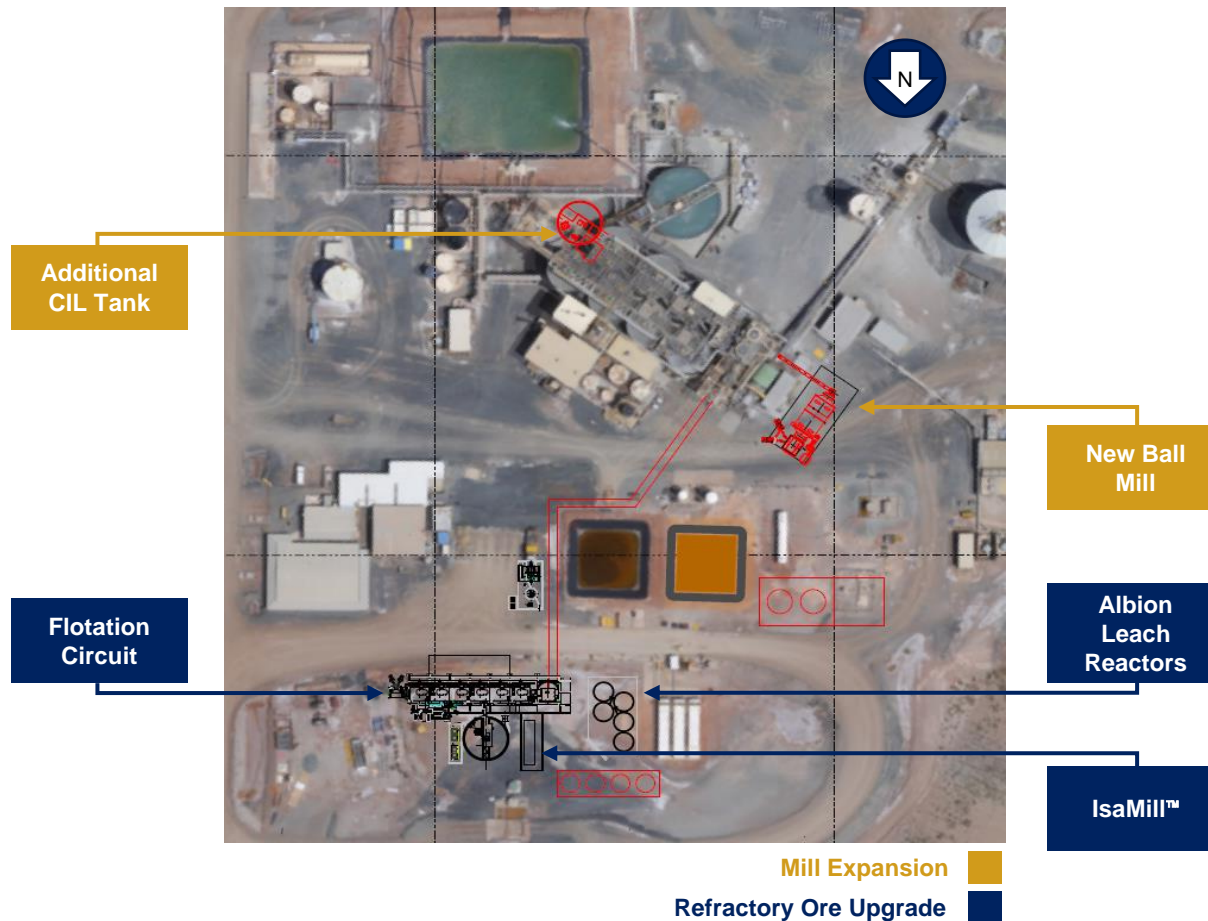 N
Additional
CIL Tank
New Ball
Mill
Flotation
Circuit
Albion
Leach
Reactors
IsaMill™
Mill Expansion
Refractory Ore Upgrade